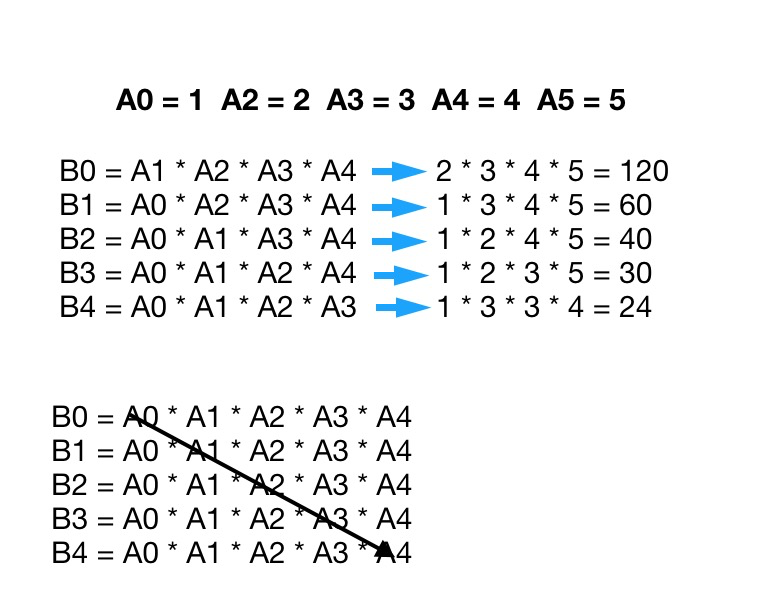 A0 = 1 A2 = 2 A3 = 3 A4 = 4 A5 = 5
B0 = A1 * A2 * A3 * A4 2 * 3 * 4 * 5 = 120
B1 = A0 * A2 * A3 * A4 1 * 3 * 4 * 5 = 60
B2 = A0 * A1 * A3 * A4 1 * 2 * 4 * 5 = 40
B3 = A0 * A1 * A2 * A4 1 * 2 * 3 * 5 = 30
B4 = A0 * A1 * A2 * A3 1 * 3 * 3 * 4 = 24
B0 = A0 * A1 * A2 * A3 * A4
B1 = A0 * A1 * A2 * A3 * A4
B2 = A0 * A1 * A2 * A3 * A4
B3 = A0 * A1 * A2 * A3 * A4
B4 = A0 * A1 * A2 * A3 * A4